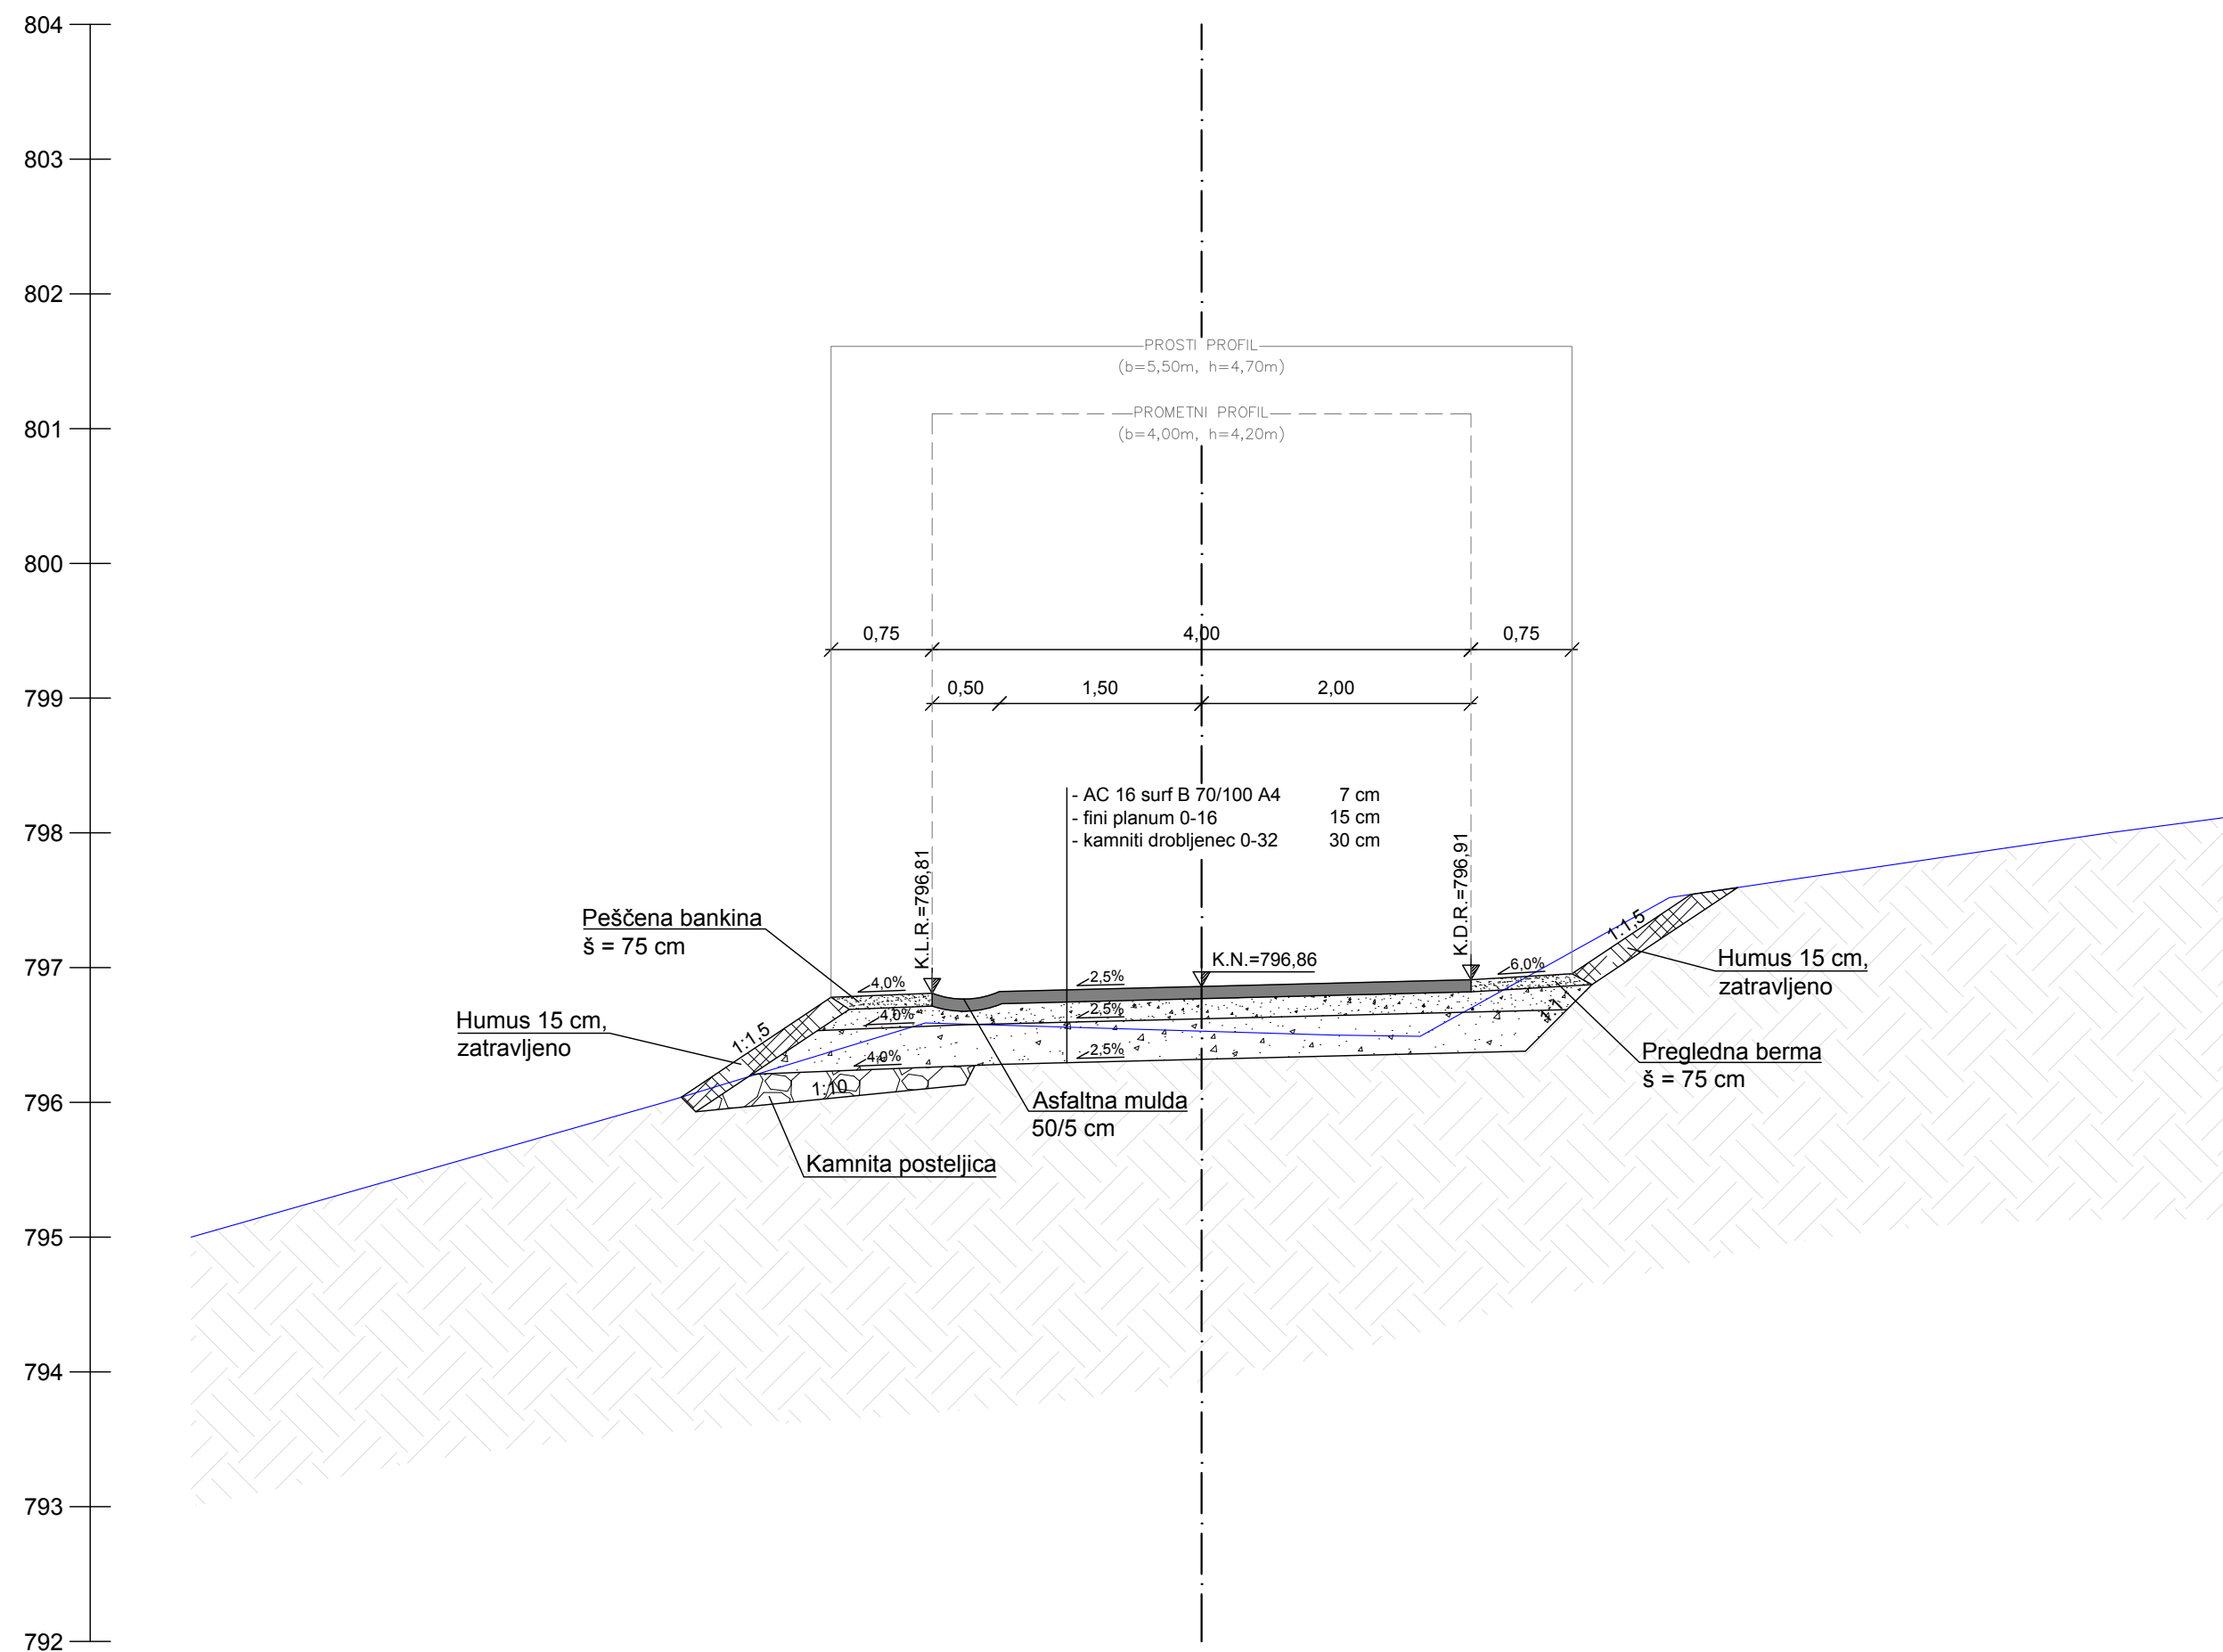 804
803
802
801
800
799
798
797
796
795
794
793
792
PROSTI PROFIL
(b=5,50m, h=4,70m)
PROMETNI PROFIL
(b=4,00m, h=4,20m)
0,75
4,00
0,75
0,50
1,50
2,00
- AC 16 surf B 70/100 A4 7 cm
- fini planum 0-16 15 cm
- kamniti drobljenec 0-32 30 cm
K.L.R.=796,81
K.D.R.=796,91
K.N.=796,86
Peščena bankina
š = 75 cm
Humus 15 cm,
zatravljeno
1:1,5
4,0%
4,0%
4,0%
2,5%
2,5%
2,5%
6,0%
1:1,5
1:1
Humus 15 cm,
zatravljeno
Pregledna berma
š = 75 cm
1:10
Asfaltna mulda
50/5 cm
Kamnita posteljica